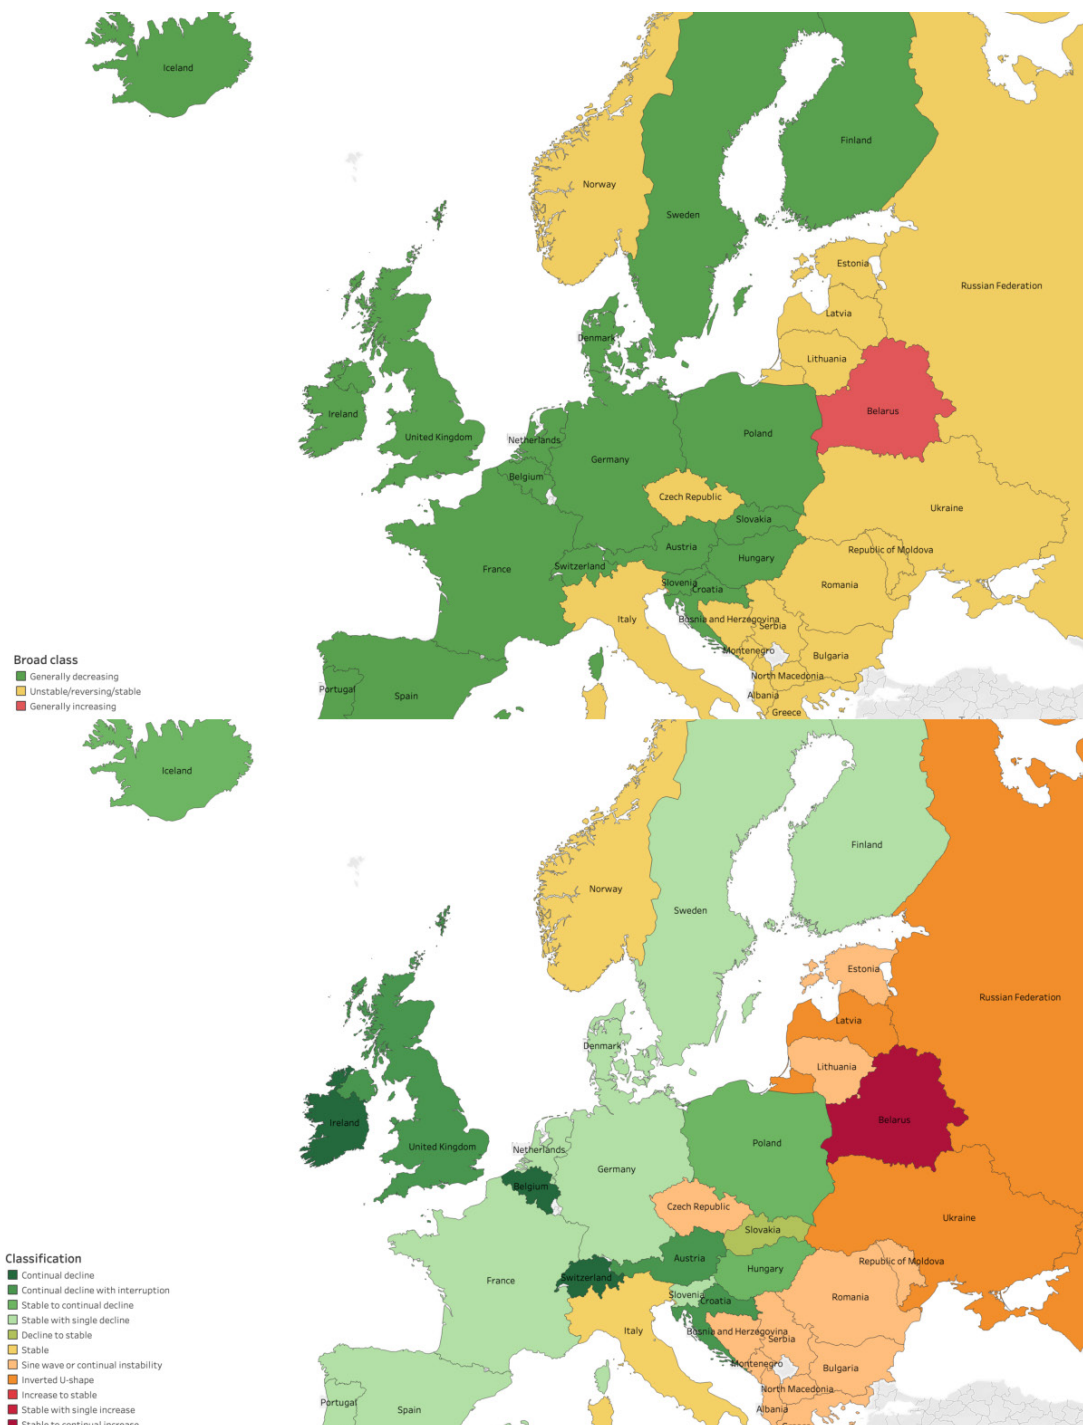 Iceland
Finland
Norway
Sweden
Estonia
Russian Federation
Latvia
Denmark
Lithuania
Belarus
Ireland
United Kingdom
Netherlands
Poland
Germany
Belgium
Czech Republic
Ukraine
Slovakia
Austria
Republic of Moldova
Hungary
Switzerland
France
Slovenia
Croatia
Romania
Italy
Bosnia and Herzegovina
Serbia
Montenegro
Bulgaria
North Macedonia
Portugal
Spain
Albania
Greece
Broad class
Generally decreasing
Unstable/reversing/stable
Generally increasing
Iceland
Finland
Norway
Sweden
Estonia
Russian Federation
Latvia
Denmark
Lithuania
Belarus
Ireland
United Kingdom
Netherlands
Poland
Germany
Belgium
Czech Republic
Ukraine
Slovakia
Austria
Republic of Moldova
Hungary
Switzerland
France
Slovenia
Croatia
Romania
Italy
Bosnia and Herzegovina
Serbia
Montenegro
Bulgaria
North Macedonia
Portugal
Spain
Albania
Classification
Continual decline
Continual decline with interruption
Stable to continual decline
Stable with single decline
Decline to stable
Stable
Sine wave or continual instability
Inverted U-shape
Increase to stable
Stable with single increase
Stable to continual increase